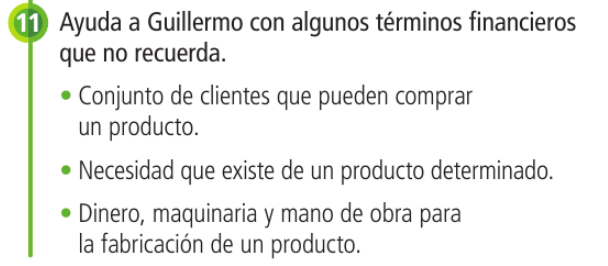 11 Ayuda a Guillermo con algunos términos financieros
que no recuerda.
• Conjunto de clientes que pueden comprar
un producto.
• Necesidad que existe de un producto determinado.
• Dinero, maquinaria y mano de obra para
la fabricación de un producto.